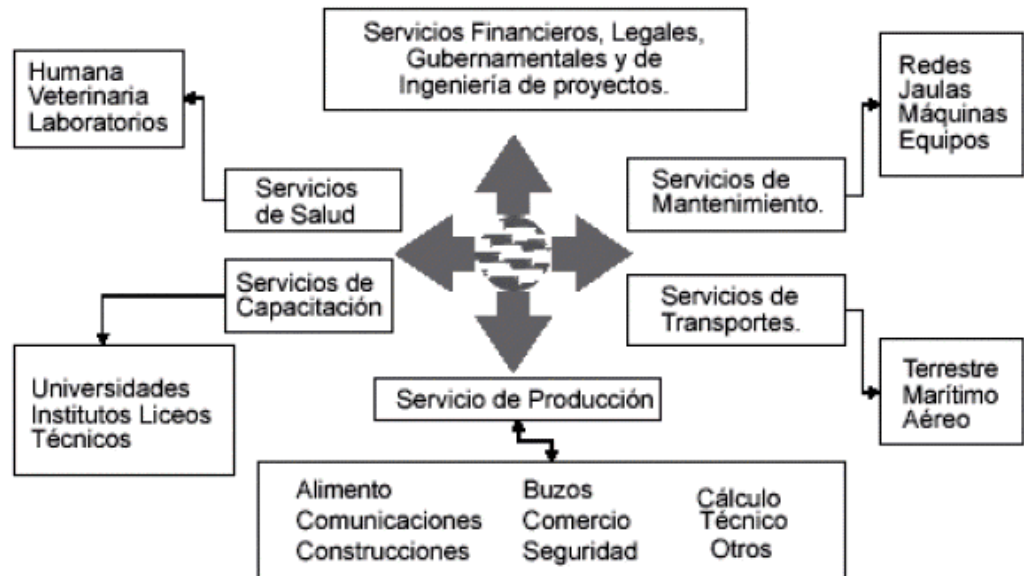 Servicios Financieros, Legales,
Gubernamentales y de
Ingeniería de proyectos.
Humana
Veterinaria
Laboratorios
Redes
Jaulas
Máquinas
Equipos
Servicios
de Salud
Servicios de
Mantenimiento.
Servicios de
Capacitación
Servicios de
Transportes.
Universidades
Institutos Liceos
Técnicos
Terrestre
Marítimo
Aéreo
Servicio de Producción
Alimento
Comunicaciones
Construcciones
Buzos
Comercio
Seguridad
Cálculo
Técnico
Otros